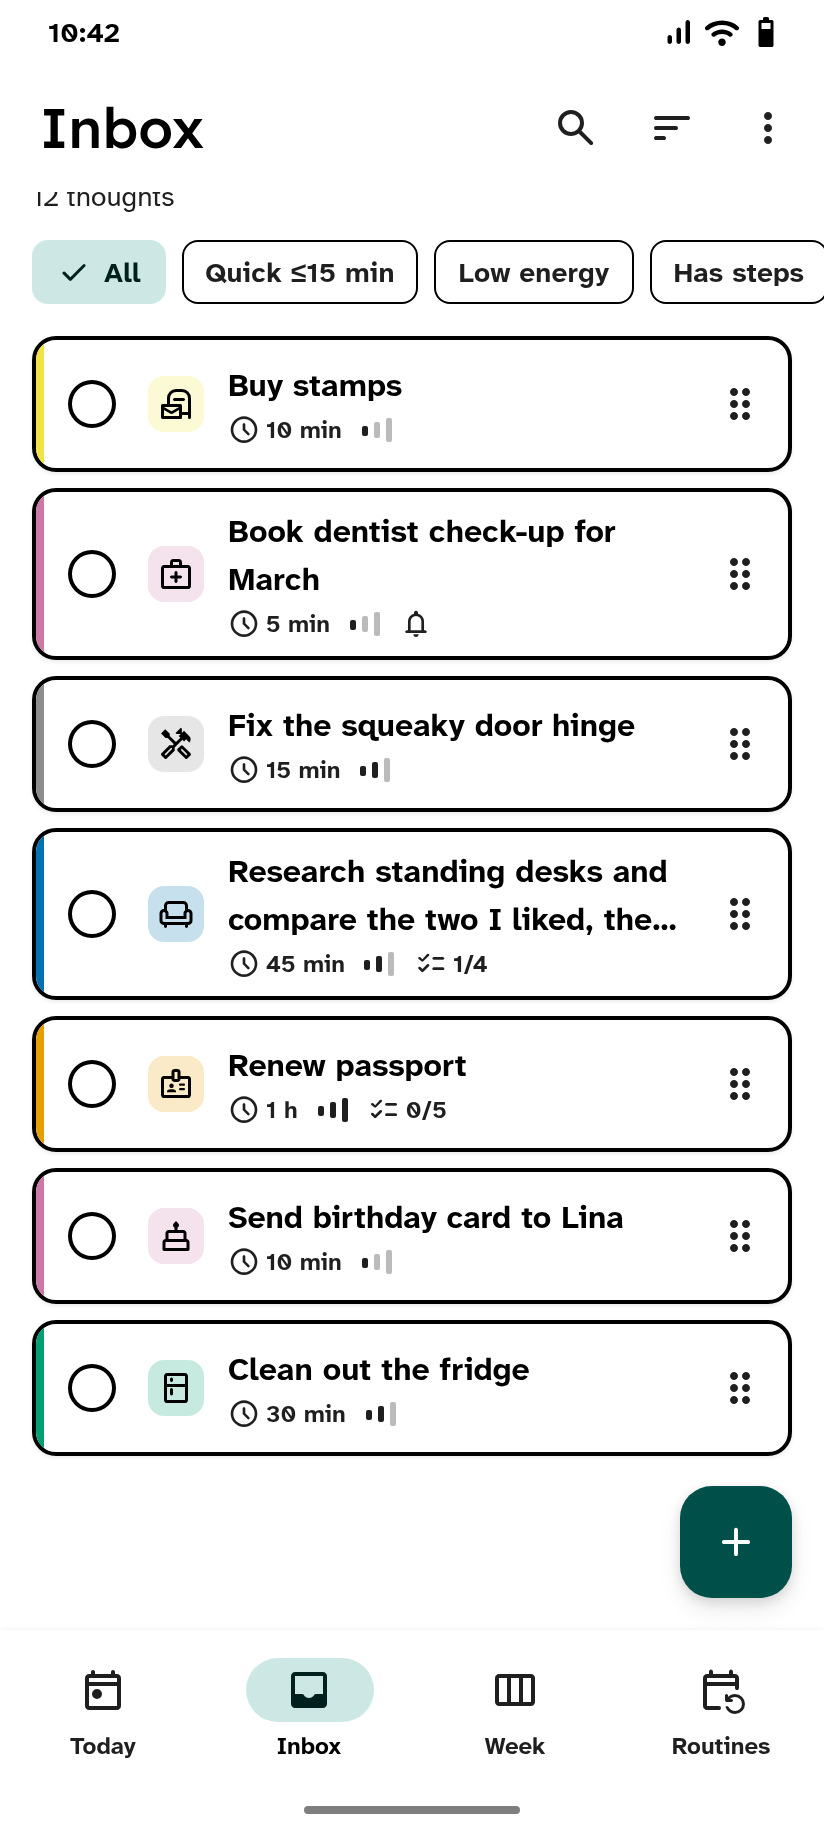 10:42
Inbox
12 thoughts
All
Quick ≤15 min
Low energy
Has steps
Buy stamps
10 min
Book dentist check-up for
March
5 min
Fix the squeaky door hinge
15 min
Research standing desks and
compare the two I liked, the...
45 min
1/4
Renew passport
1 h
0/5
Send birthday card to Lina
10 min
Clean out the fridge
30 min
Today
Inbox
Week
Routines